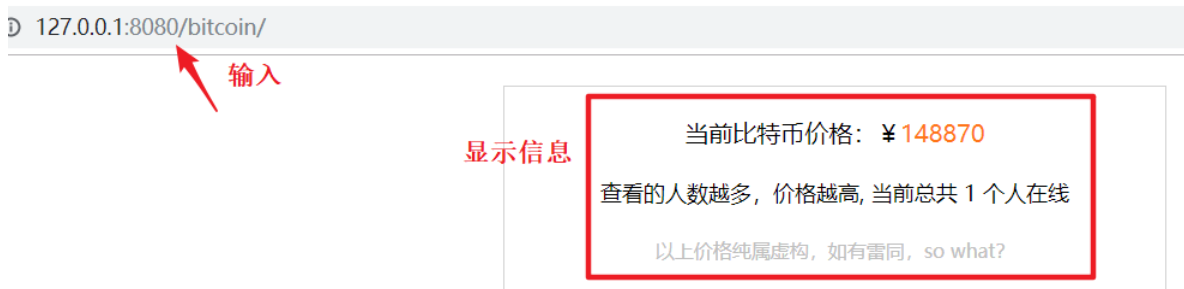 127.0.0.1:8080/bitcoin/
输入
当前比特币价格：￥148870
显示信息
查看的人数越多，价格越高, 当前总共 1 个人在线
以上价格纯属虚构，如有雷同，so what?